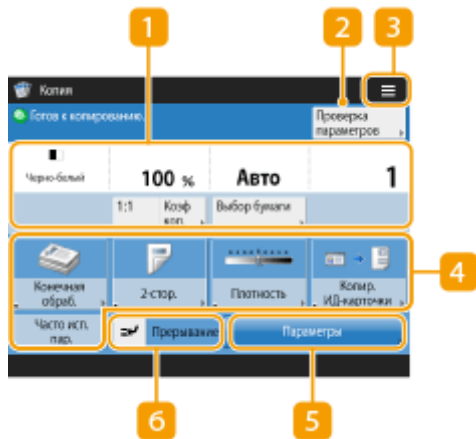 1 2 3
Копия
Готов к копированию.
Проверка
параметров
Черно-белый
100 %
Авто
1
1:1
Коэф
коп.
Выбор бумаги
Конечная
обраб.
2-стор.
Плотность
Копир.
ИД-карточки
4
Часто исп.
пар.
Прерывание
Параметры
6 5